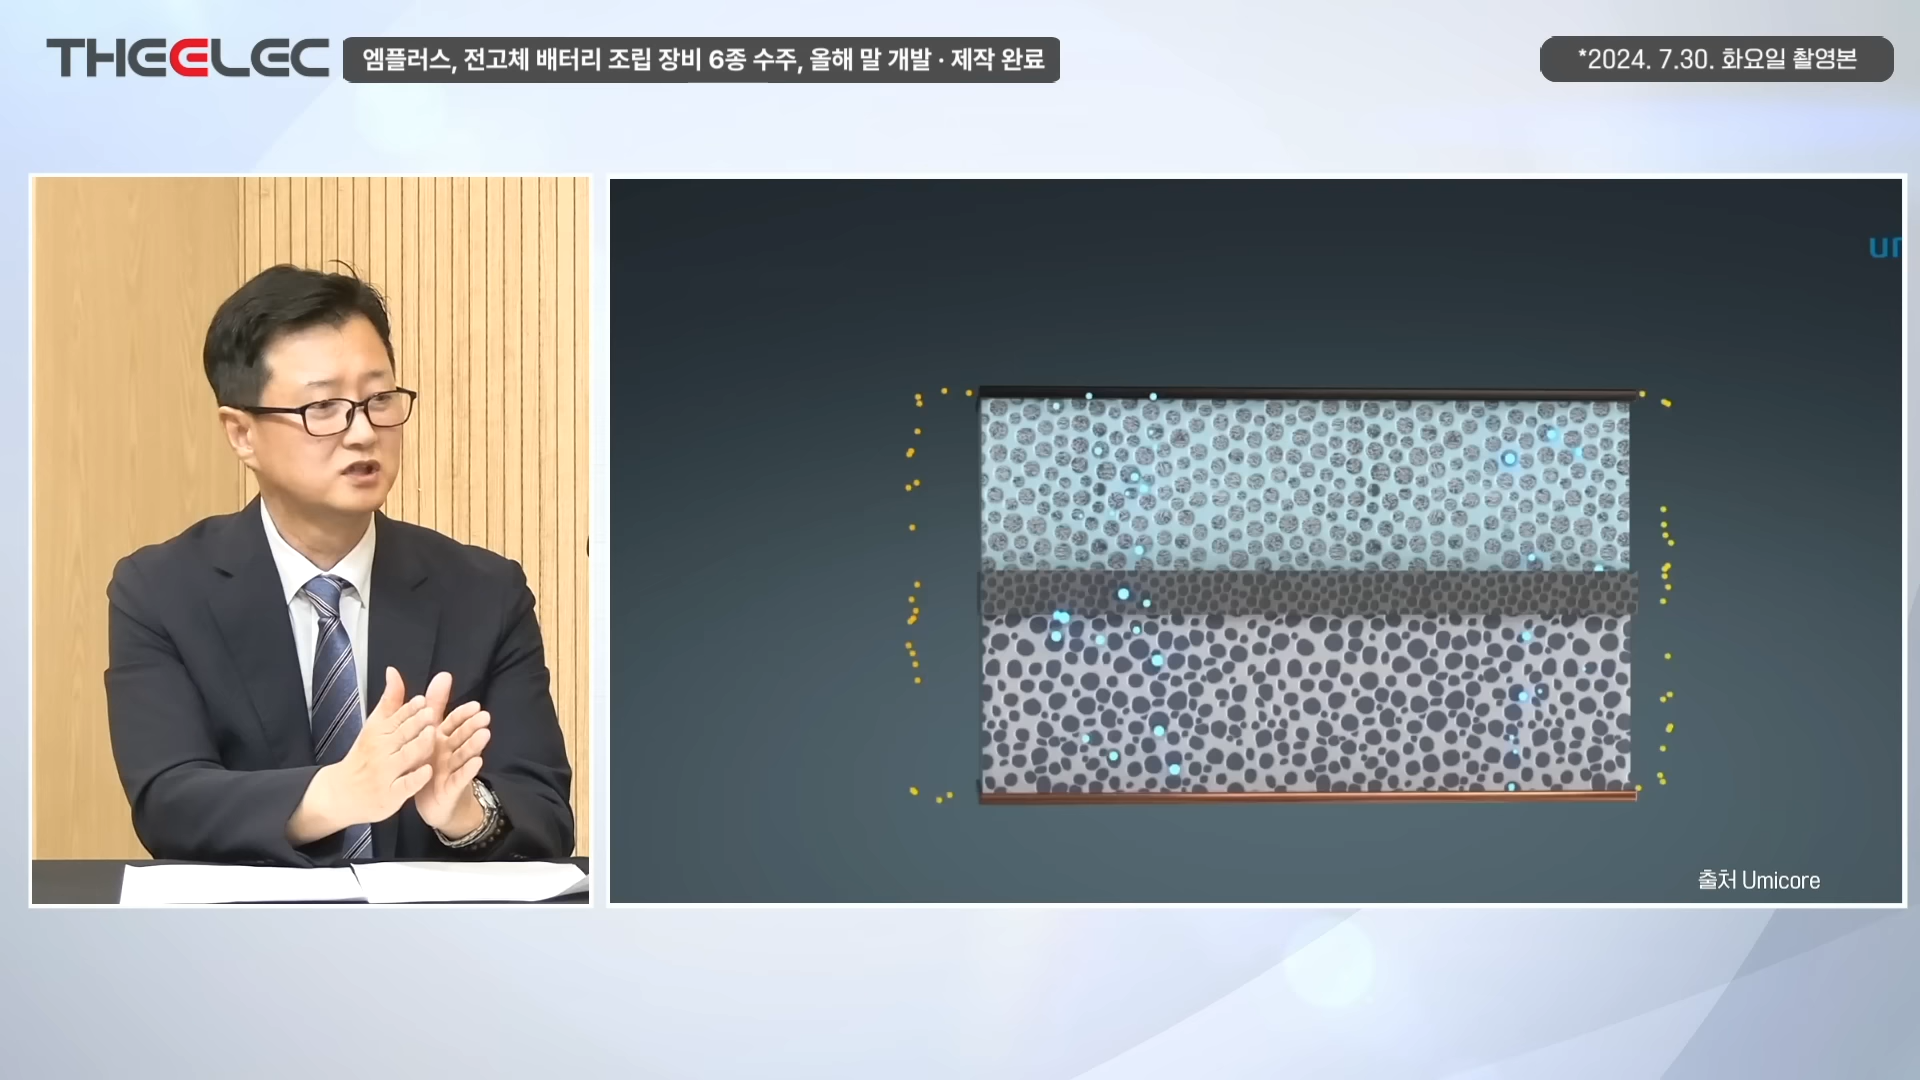 THEELEC
엠플러스, 전고체 배터리 조립 장비 6종 수주, 올해 말 개발 · 제작 완료
*2024. 7.30. 화요일 촬영본
출처 Umicore